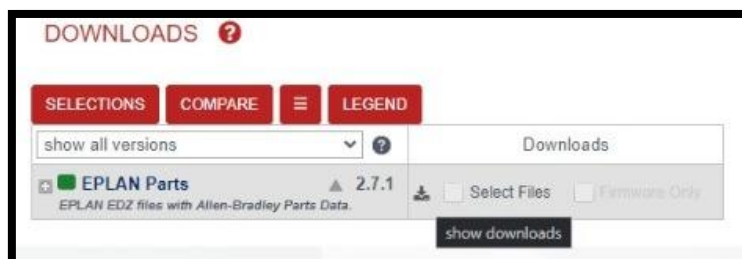 DOWNLOADS ?
SELECTIONS COMPARE ☰ LEGEND
show all versions ? Downloads
EPLAN Parts 2.7.1 Select Files Firmware Only
EPLAN EDZ files with Allen-Bradley Parts Data.
show downloads